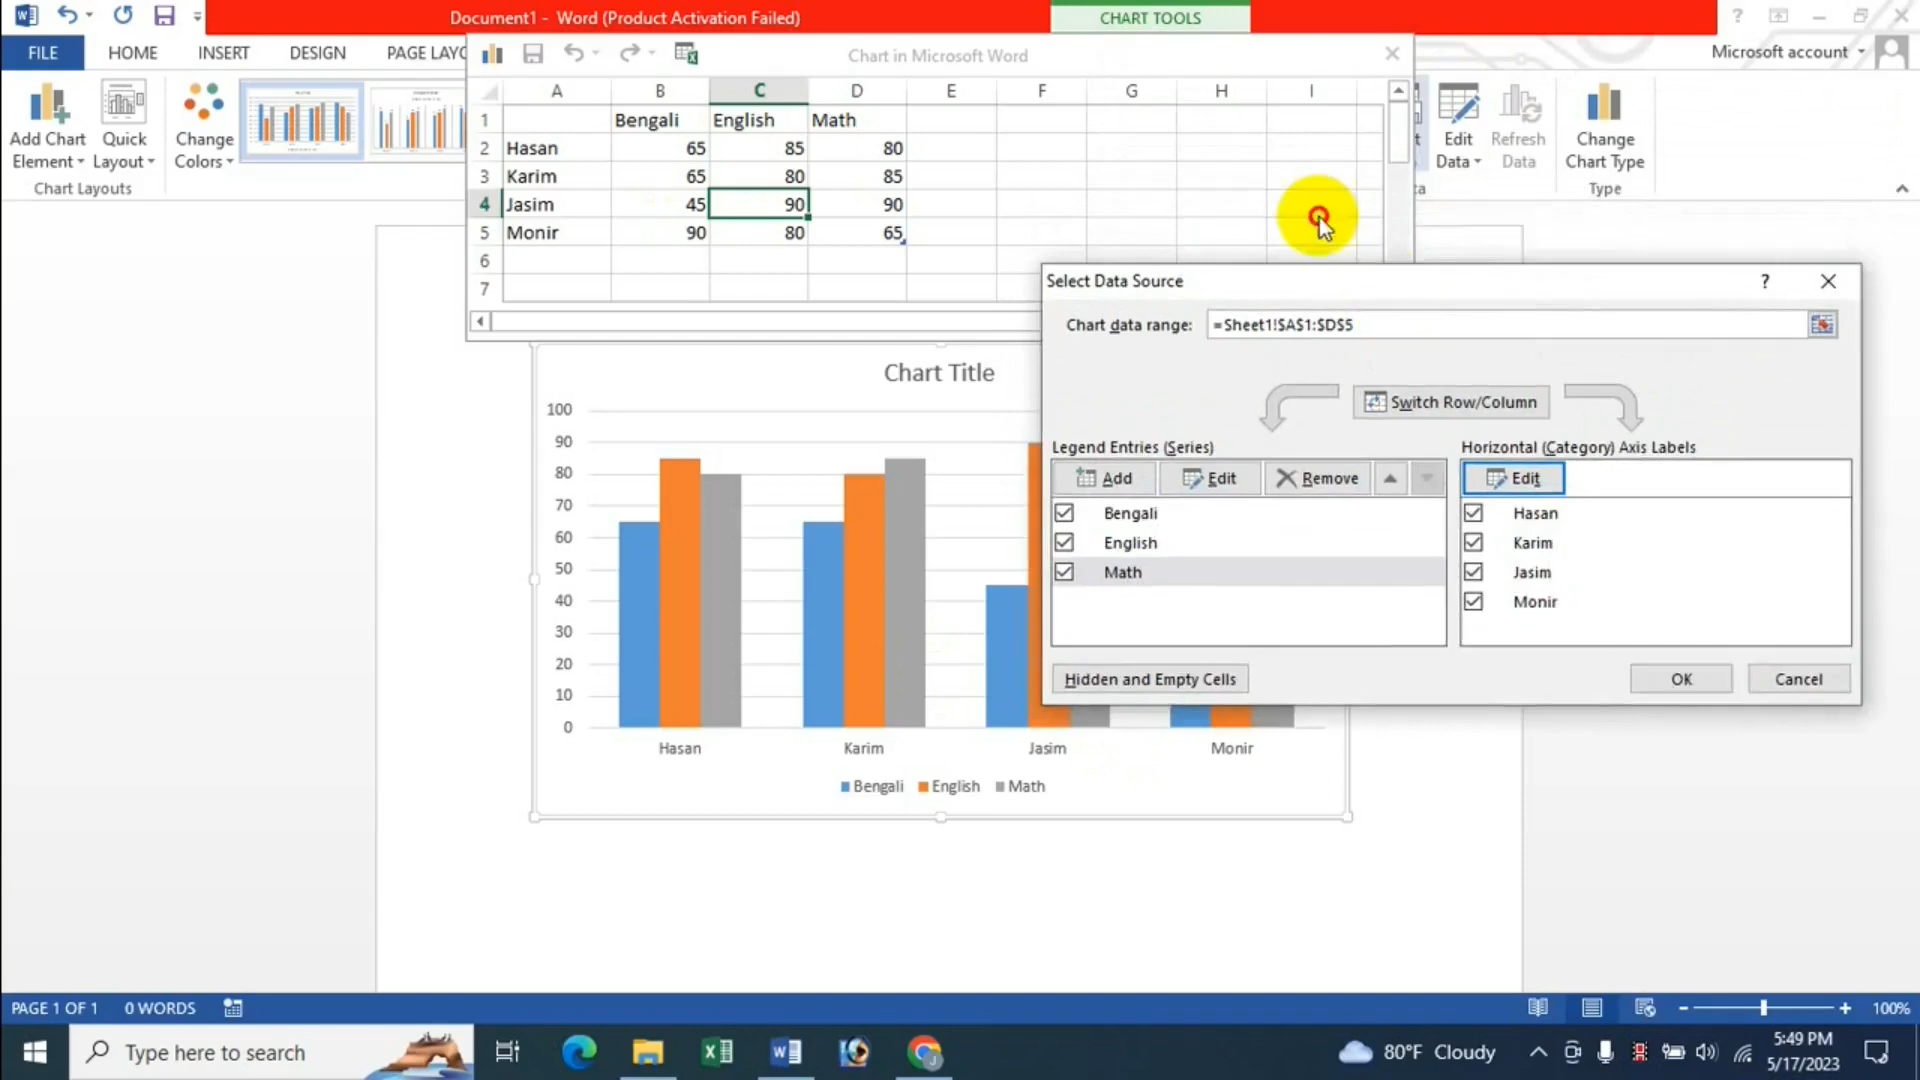 Document1 - Word (Product Activation Failed)
CHART TOOLS
FILE
HOME
INSERT
DESIGN
PAGE LAYC
Chart in Microsoft Word
Microsoft account
Add Chart
Element
Quick
Layout
Change
Colors
Chart Layouts
Edit
Data
Refresh
Data
Change
Chart Type
Type
A B C D E F G H I
1 Bengali English Math
2 Hasan 65 85 80
3 Karim 65 80 85
4 Jasim 45 90 90
5 Monir 90 80 65
6
7
Select Data Source
?
Chart data range: =Sheet1!$A$1:$D$5
Switch Row/Column
Legend Entries (Series)
Horizontal (Category) Axis Labels
Add Edit Remove
Edit
Bengali
English
Math
Hasan
Karim
Jasim
Monir
Hidden and Empty Cells
OK
Cancel
Chart Title
100
90
80
70
60
50
40
30
20
10
0
Hasan Karim Jasim Monir
Bengali English Math
PAGE 1 OF 1
0 WORDS
100%
Type here to search
80°F Cloudy
5:49 PM
5/17/2023